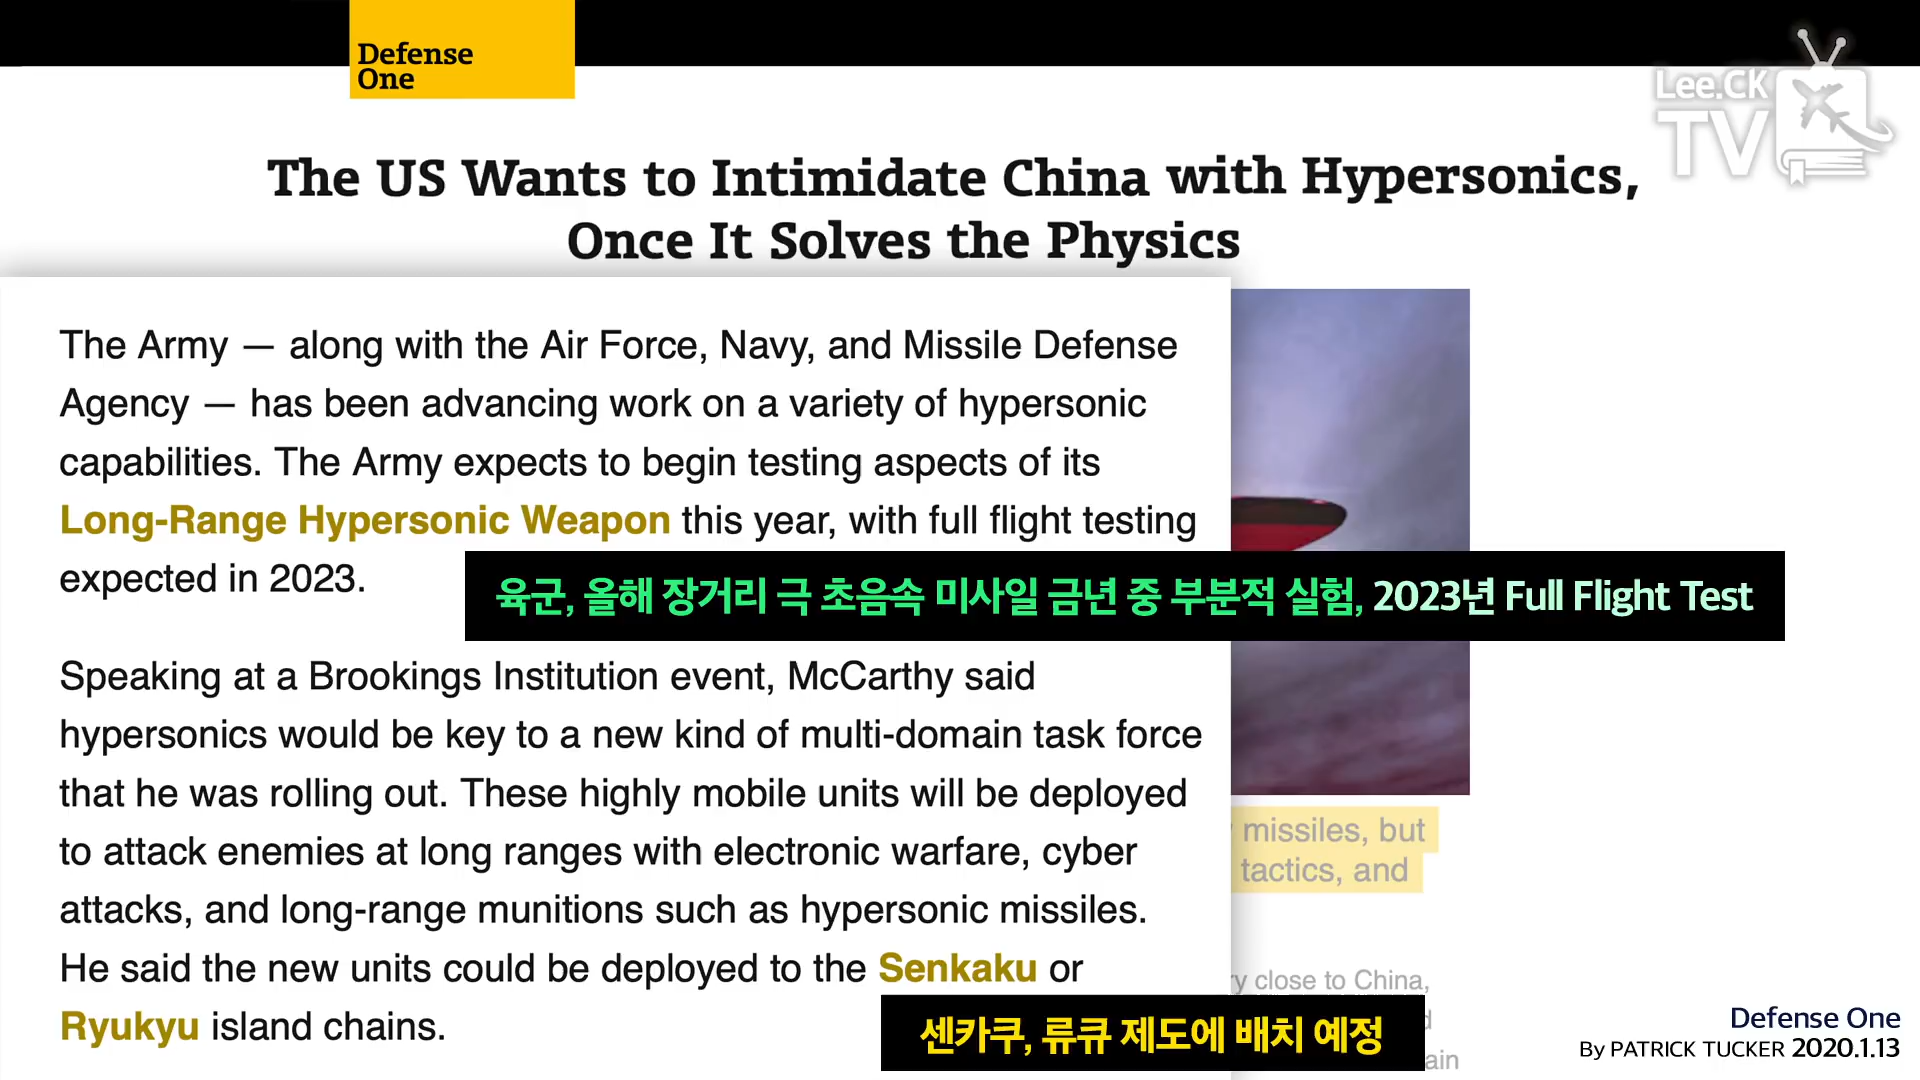 Defense
One
Lee.CK
TV
The US Wants to Intimidate China with Hypersonics,
Once It Solves the Physics
The Army — along with the Air Force, Navy, and Missile Defense
Agency — has been advancing work on a variety of hypersonic
capabilities. The Army expects to begin testing aspects of its
Long-Range Hypersonic Weapon this year, with full flight testing
expected in 2023.
육군, 올해 장거리 극 초음속 미사일 금년 중 부분적 실험, 2023년 Full Flight Test
Speaking at a Brookings Institution event, McCarthy said
hypersonics would be key to a new kind of multi-domain task force
that he was rolling out. These highly mobile units will be deployed
to attack enemies at long ranges with electronic warfare, cyber
attacks, and long-range munitions such as hypersonic missiles.
He said the new units could be deployed to the Senkaku or
Ryukyu island chains.
센카쿠, 류큐 제도에 배치 예정
missiles, but
tactics, and
close to China,
Defense One
By PATRICK TUCKER 2020.1.13